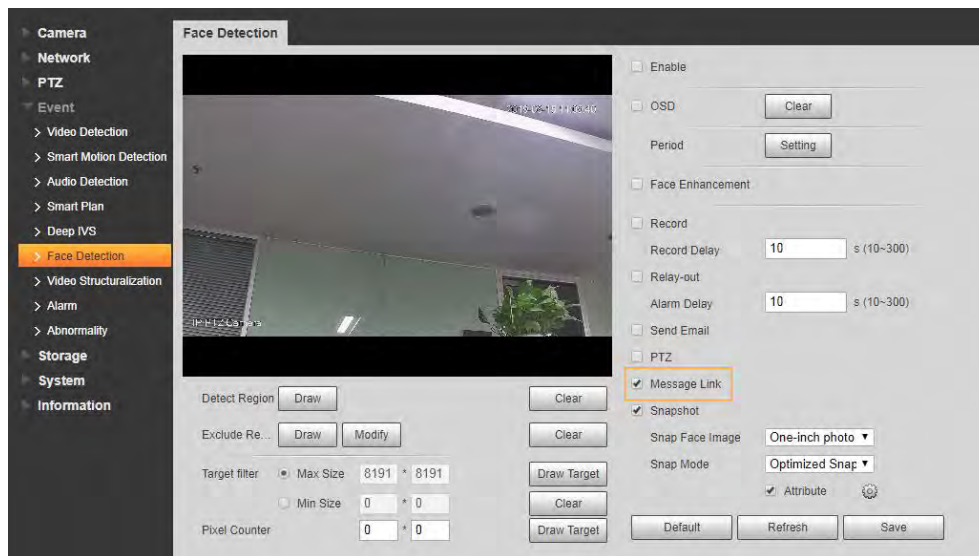 Camera
Network
PTZ
Event
Video Detection
Smart Motion Detection
Audio Detection
Smart Plan
Deep IVS
Face Detection
Video Structuralization
Alarm
Abnormality
Storage
System
Information
Face Detection
IP PTZ Camera
Detect Region Draw Clear
Exclude Re... Draw Modify Clear
Target filter Max Size 8191 * 8191 Draw Target
Min Size 0 * 0 Clear
Pixel Counter 0 * 0 Draw Target
Enable
OSD Clear
Period Setting
Face Enhancement
Record
Record Delay 10 s (10~300)
Relay-out
Alarm Delay 10 s (10~300)
Send Email
PTZ
Message Link
Snapshot
Snap Face Image One-inch photo
Snap Mode Optimized Snap
Attribute
Default Refresh Save